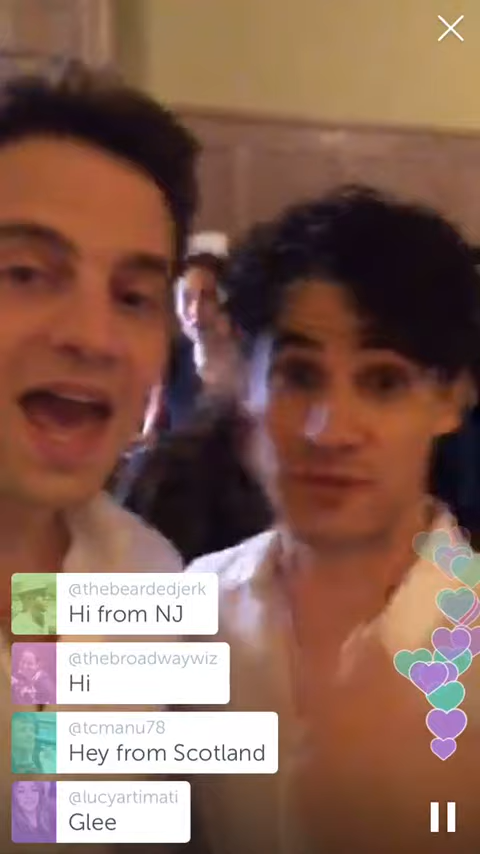 @thebeardedjerk
Hi from NJ
@thebroadwaywiz
Hi
@tcmanu78
Hey from Scotland
@lucyartimati
Glee